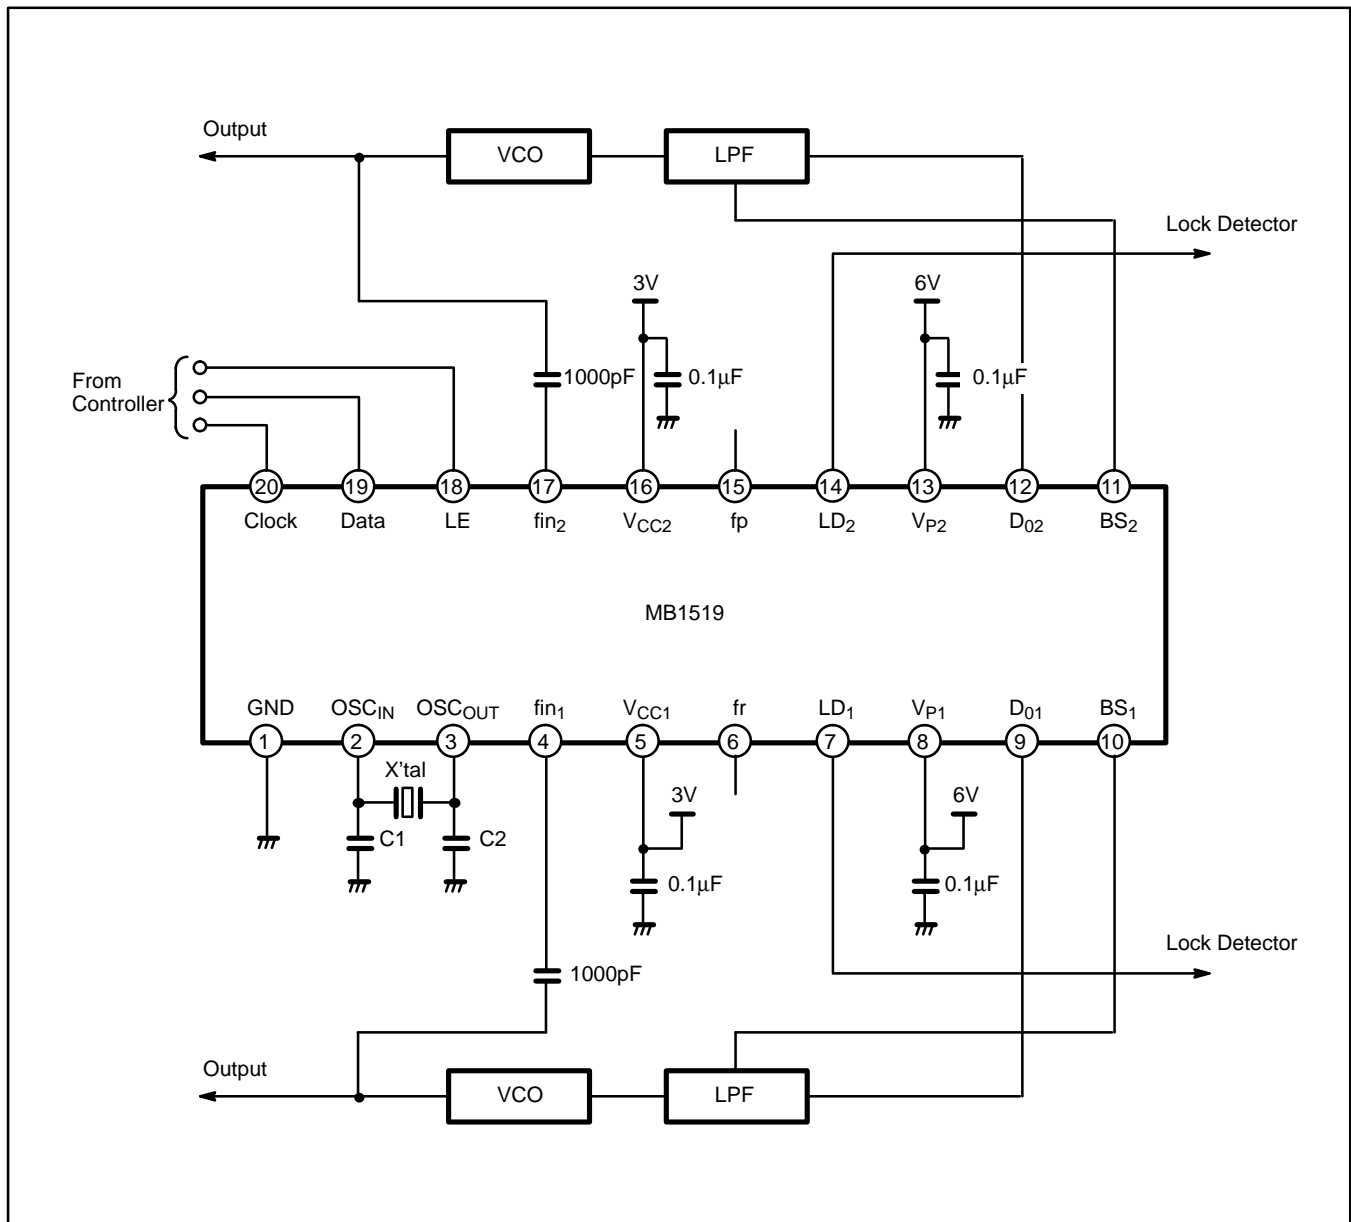 Output
VCO
LPF
Lock Detector
3V
6V
From
Controller
1000pF
0.1µF
0.1µF
20 19 18 17 16 15 14 13 12 11
Clock Data LE fin2 VCC2 fp LD2 VP2 D02 BS2
MB1519
GND OSCIN OSCOUT fin1 VCC1 fr LD1 VP1 D01 BS1
1 2 3 4 5 6 7 8 9 10
X'tal
3V
6V
C1
C2
0.1µF
0.1µF
Lock Detector
1000pF
Output
VCO
LPF